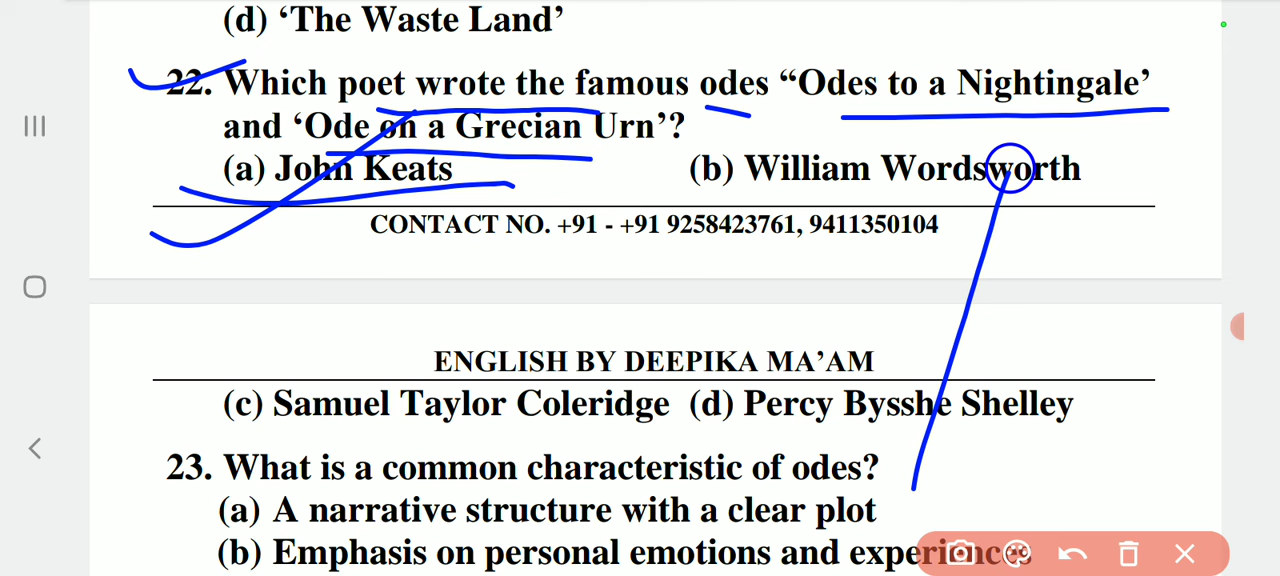 (d) ‘The Waste Land’
22. Which poet wrote the famous odes “Odes to a Nightingale’
and ‘Ode on a Grecian Urn’?
(a) John Keats (b) William Wordsworth
CONTACT NO. +91 - +91 9258423761, 9411350104
ENGLISH BY DEEPIKA MA’AM
(c) Samuel Taylor Coleridge (d) Percy Bysshe Shelley
23. What is a common characteristic of odes?
(a) A narrative structure with a clear plot
(b) Emphasis on personal emotions and experiences